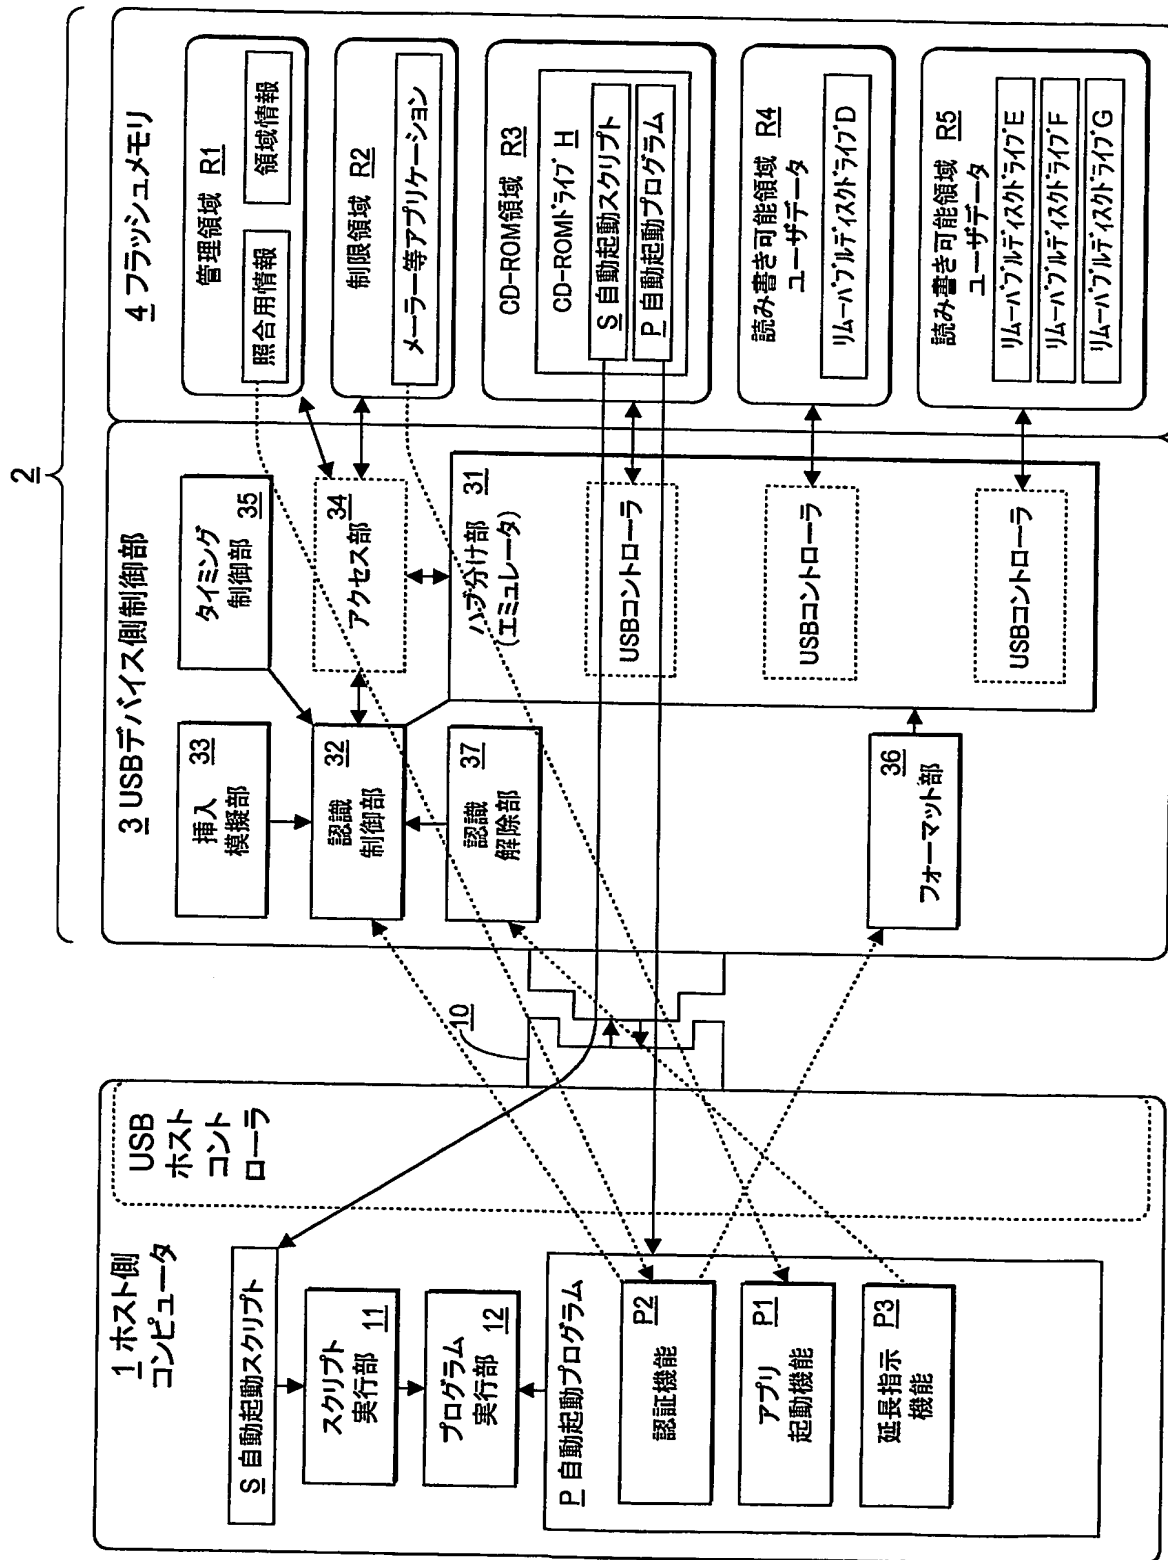 2
1 ホスト側
コンピュータ
USB
ホスト
コント
ローラ
S 自動起動スクリプト
スクリプト
実行部 11
プログラム
実行部 12
P 自動起動プログラム
認証機能 P2
アプリ
起動機能 P1
延長指示
機能 P3
10
3 USBデバイス側制御部
挿入
模擬部 33
タイミング
制御部 35
認識
制御部 32
アクセス部 34
認識
解除部 37
ハブ分け部 31
(エミュレータ)
USBコントローラ
USBコントローラ
USBコントローラ
フォーマット部 36
4 フラッシュメモリ
管理領域 R1
照合用情報
領域情報
制限領域 R2
メーラー等アプリケーション
CD-ROM領域 R3
CD-ROMドライブ H
S 自動起動スクリプト
P 自動起動プログラム
読み書き可能領域 R4
ユーザデータ
リムーバブルディスクドライブD
読み書き可能領域 R5
ユーザデータ
リムーバブルディスクドライブE
リムーバブルディスクドライブF
リムーバブルディスクドライブG